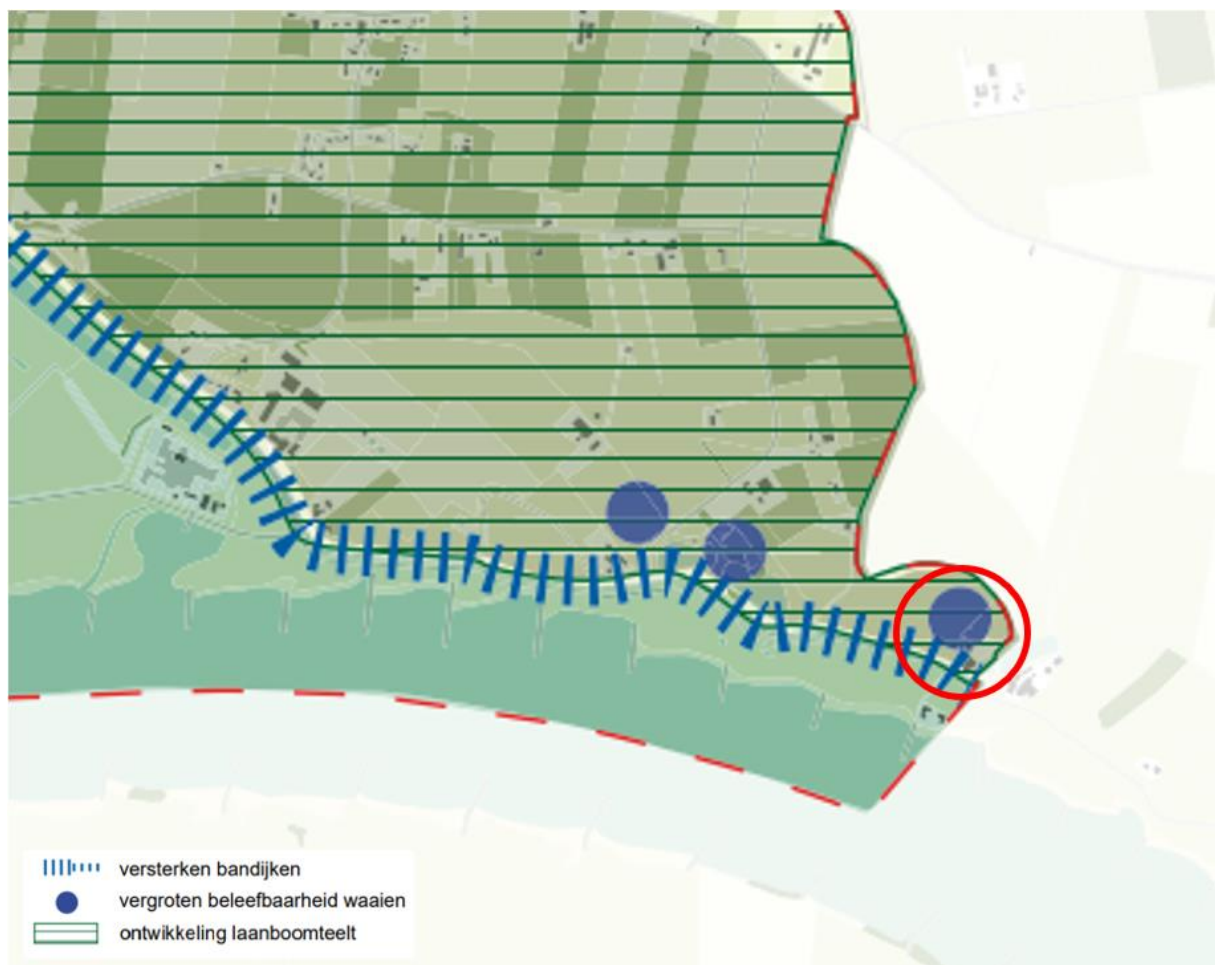 versterken bandijken
vergroten beleefbaarheid waaien
ontwikkeling laanboomteelt